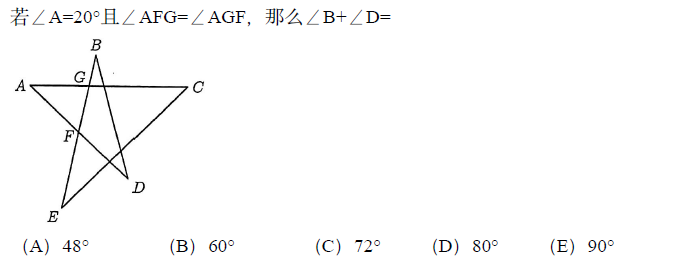 若∠A=20°且∠AFG=∠AGF，那么∠B+∠D=
B
G
A
C
F
D
E
(A) 48° (B) 60° (C) 72° (D) 80° (E) 90°